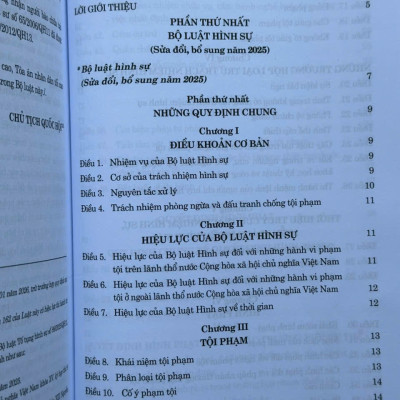 LỜI GIỚI THIỆU 5
PHẦN THỨ NHẤT
BỘ LUẬT HÌNH SỰ
(Sửa đổi, bổ sung năm 2025)
* Bộ luật hình sự
(Sửa đổi, bổ sung năm 2025) 7
Phần thứ nhất
NHỮNG QUY ĐỊNH CHUNG 9
Chương I
ĐIỀU KHOẢN CƠ BẢN 9
Điều 1. Nhiệm vụ của Bộ luật Hình sự 9
Điều 2. Cơ sở của trách nhiệm hình sự 9
Điều 3. Nguyên tắc xử lý 10
Điều 4. Trách nhiệm phòng ngừa và đấu tranh chống tội phạm 11
Chương II
HIỆU LỰC CỦA BỘ LUẬT HÌNH SỰ 11
Điều 5. Hiệu lực của Bộ luật Hình sự đối với những hành vi phạm
tội trên lãnh thổ nước Cộng hòa xã hội chủ nghĩa Việt Nam 11
Điều 6. Hiệu lực của Bộ luật Hình sự đối với những hành vi phạm
tội ở ngoài lãnh thổ nước Cộng hòa xã hội chủ nghĩa Việt Nam 12
Điều 7. Hiệu lực của Bộ luật Hình sự về thời gian 12
Chương III
TỘI PHẠM 13
Điều 8. Khái niệm tội phạm 13
Điều 9. Phân loại tội phạm 13
Điều 10. Cố ý phạm tội
CHỦ TỊCH QUỐC HỘI